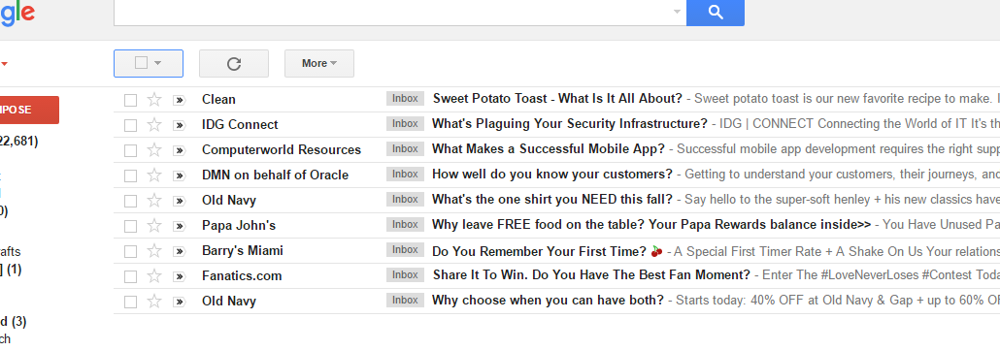 gle
More
POSE
22,681)
0)
afts
] (1)
d (3)
ch
Clean Inbox Sweet Potato Toast - What Is It All About? - Sweet potato toast is our new favorite recipe to make. I
IDG Connect Inbox What's Plaguing Your Security Infrastructure? - IDG | CONNECT Connecting the World of IT It's th
Computerworld Resources Inbox What Makes a Successful Mobile App? - Successful mobile app development requires the right supp
DMN on behalf of Oracle Inbox How well do you know your customers? - Getting to understand your customers, their journeys, and
Old Navy Inbox What's the one shirt you NEED this fall? - Say hello to the super-soft henley + his new classics have
Papa John's Inbox Why leave FREE food on the table? Your Papa Rewards balance inside>> - You Have Unused Pa
Barry's Miami Inbox Do You Remember Your First Time? 🍒 - A Special First Timer Rate + A Shake On Us Your relations
Fanatics.com Inbox Share It To Win. Do You Have The Best Fan Moment? - Enter The #LoveNeverLoses #Contest Toda
Old Navy Inbox Why choose when you can have both? - Starts today: 40% OFF at Old Navy & Gap + up to 60% OF